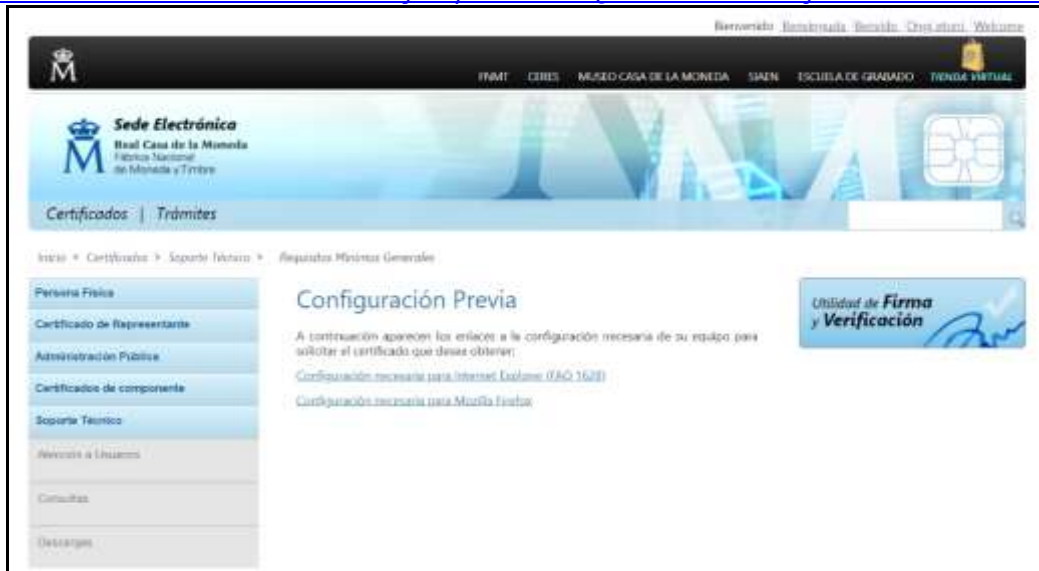 Bienvenido Benvinguda Benvido Ongi etorri Welcome
FNMT CERES MUSEO CASA DE LA MONEDA SIAEN ESCUELA DE GRABADO TIENDA VIRTUAL
Sede Electrónica
Real Casa de la Moneda
Fábrica Nacional
de Moneda y Timbre
Certificados | Trámites
Inicio Certificados Soporte Técnico Requisitos Mínimos Generales
Persona Física
Certificado de Representante
Administración Pública
Certificados de componente
Soporte Técnico
Atención a Usuarios
Consultas
Descargas
Configuración Previa
A continuación aparecen los enlaces a la configuración necesaria de su equipo para
solicitar el certificado que desea obtener:
Configuración necesaria para Internet Explorer (FAQ 1628)
Configuración necesaria para Mozilla Firefox
Utilidad de Firma
y Verificación